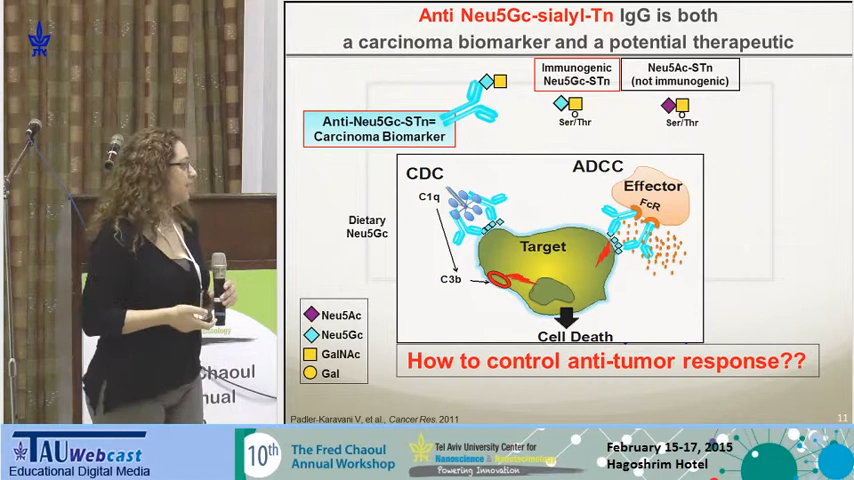 Anti Neu5Gc-sialyl-Tn IgG is both
a carcinoma biomarker and a potential therapeutic
Immunogenic
Neu5Gc-STn
Neu5Ac-STn
(not immunogenic)
Ser/Thr
Ser/Thr
Anti-Neu5Gc-STn=
Carcinoma Biomarker
CDC
C1q
C3b
ADCC
Effector
FcR
Target
Cell Death
Dietary
Neu5Gc
Neu5Ac
Neu5Gc
GalNAc
Gal
How to control anti-tumor response??
Padler-Karavani V, et al., Cancer Res. 2011
11
Chaoul
nual
TAU Webcast
Educational Digital Media
10th
The Fred Chaoul
Annual Workshop
Tel Aviv University Center for
Nanoscience & Nanotechnology
Powering Innovation
February 15-17, 2015
Hagoshrim Hotel